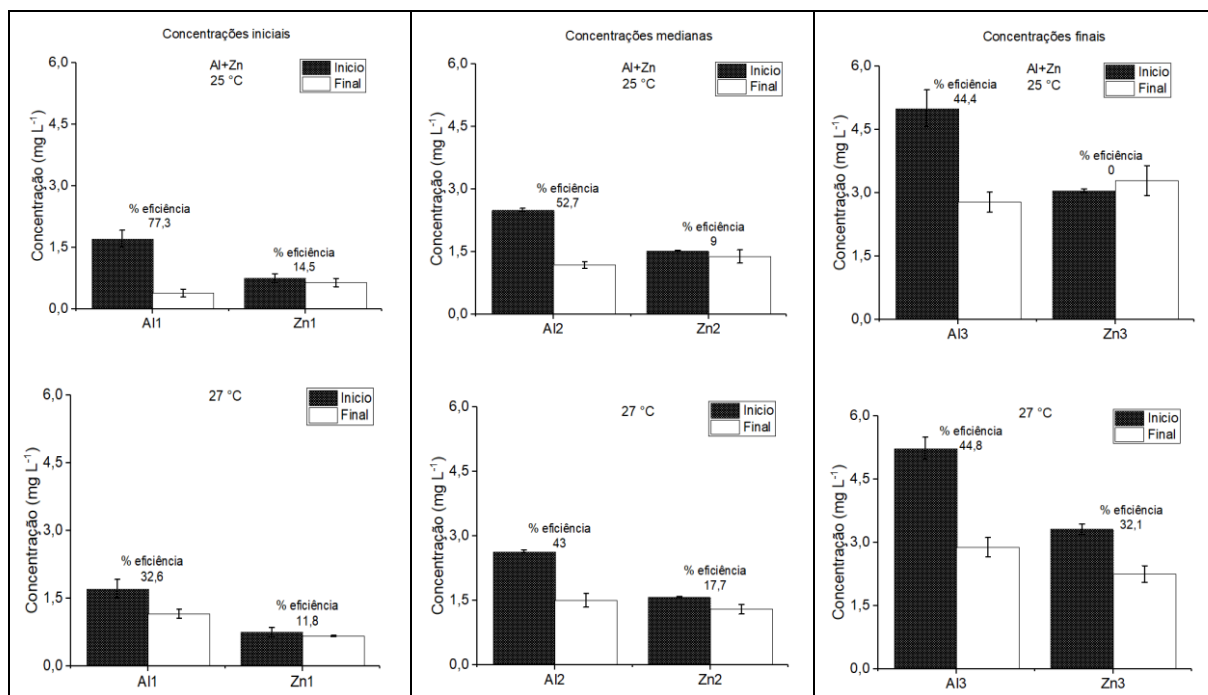 Concentrações iniciais
6,0
Al+Zn
25 °C
Inicio
Final
Concentração (mg L⁻¹)
4,5
3,0
% eficiência
77,3
1,5
% eficiência
14,5
0,0
Al1
Zn1
6,0
27 °C
Inicio
Final
Concentração (mg L⁻¹)
4,5
3,0
% eficiência
32,6
1,5
% eficiência
11,8
0,0
Al1
Zn1
Concentrações medianas
6,0
Al+Zn
25 °C
Inicio
Final
Concentração (mg L⁻¹)
4,5
3,0
% eficiência
52,7
% eficiência
9
1,5
0,0
Al2
Zn2
6,0
27 °C
Inicio
Final
Concentração (mg L⁻¹)
4,5
3,0
% eficiência
43
% eficiência
17,7
1,5
0,0
Al2
Zn2
Concentrações finais
6,0
Al+Zn
25 °C
Inicio
Final
% eficiência
44,4
Concentração (mg L⁻¹)
4,5
% eficiência
0
3,0
1,5
0,0
Al3
Zn3
6,0
27 °C
Inicio
Final
% eficiência
44,8
Concentração (mg L⁻¹)
4,5
% eficiência
32,1
3,0
1,5
0,0
Al3
Zn3